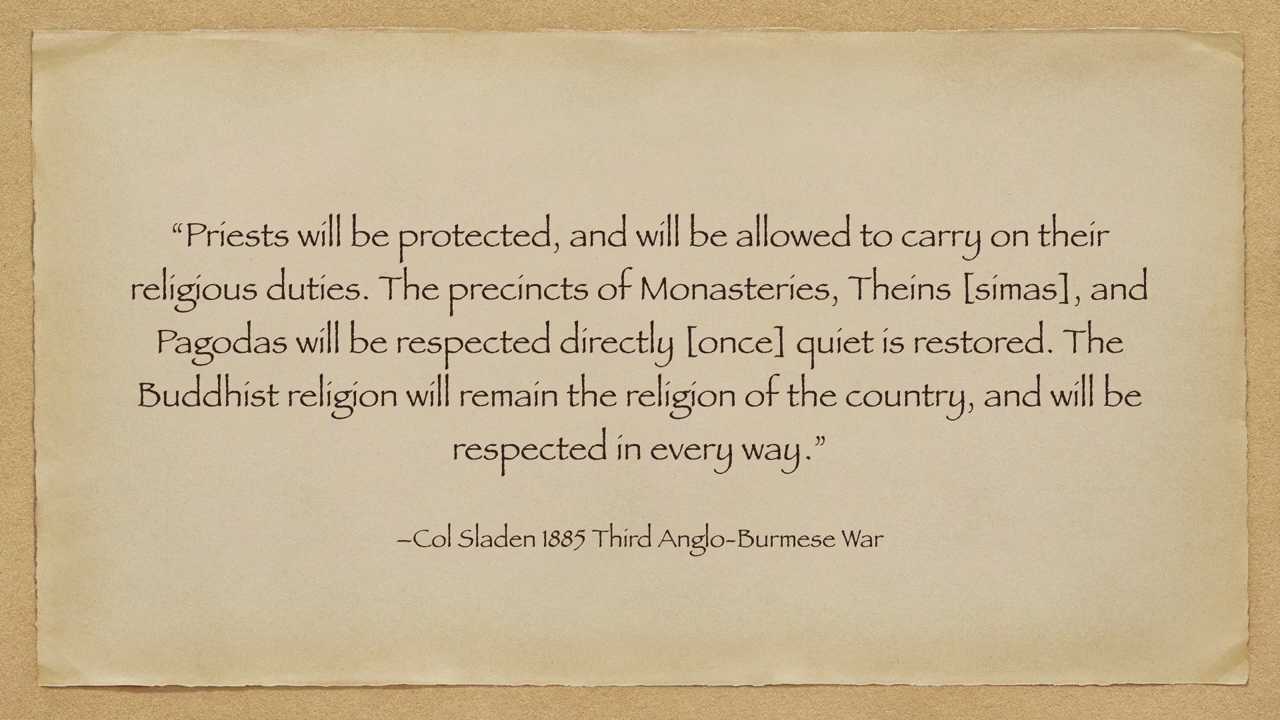 “Priests will be protected, and will be allowed to carry on their
religious duties. The precincts of Monasteries, Theins [simas], and
Pagodas will be respected directly [once] quiet is restored. The
Buddhist religion will remain the religion of the country, and will be
respected in every way.”
–Col Sladen 1885 Third Anglo-Burmese War